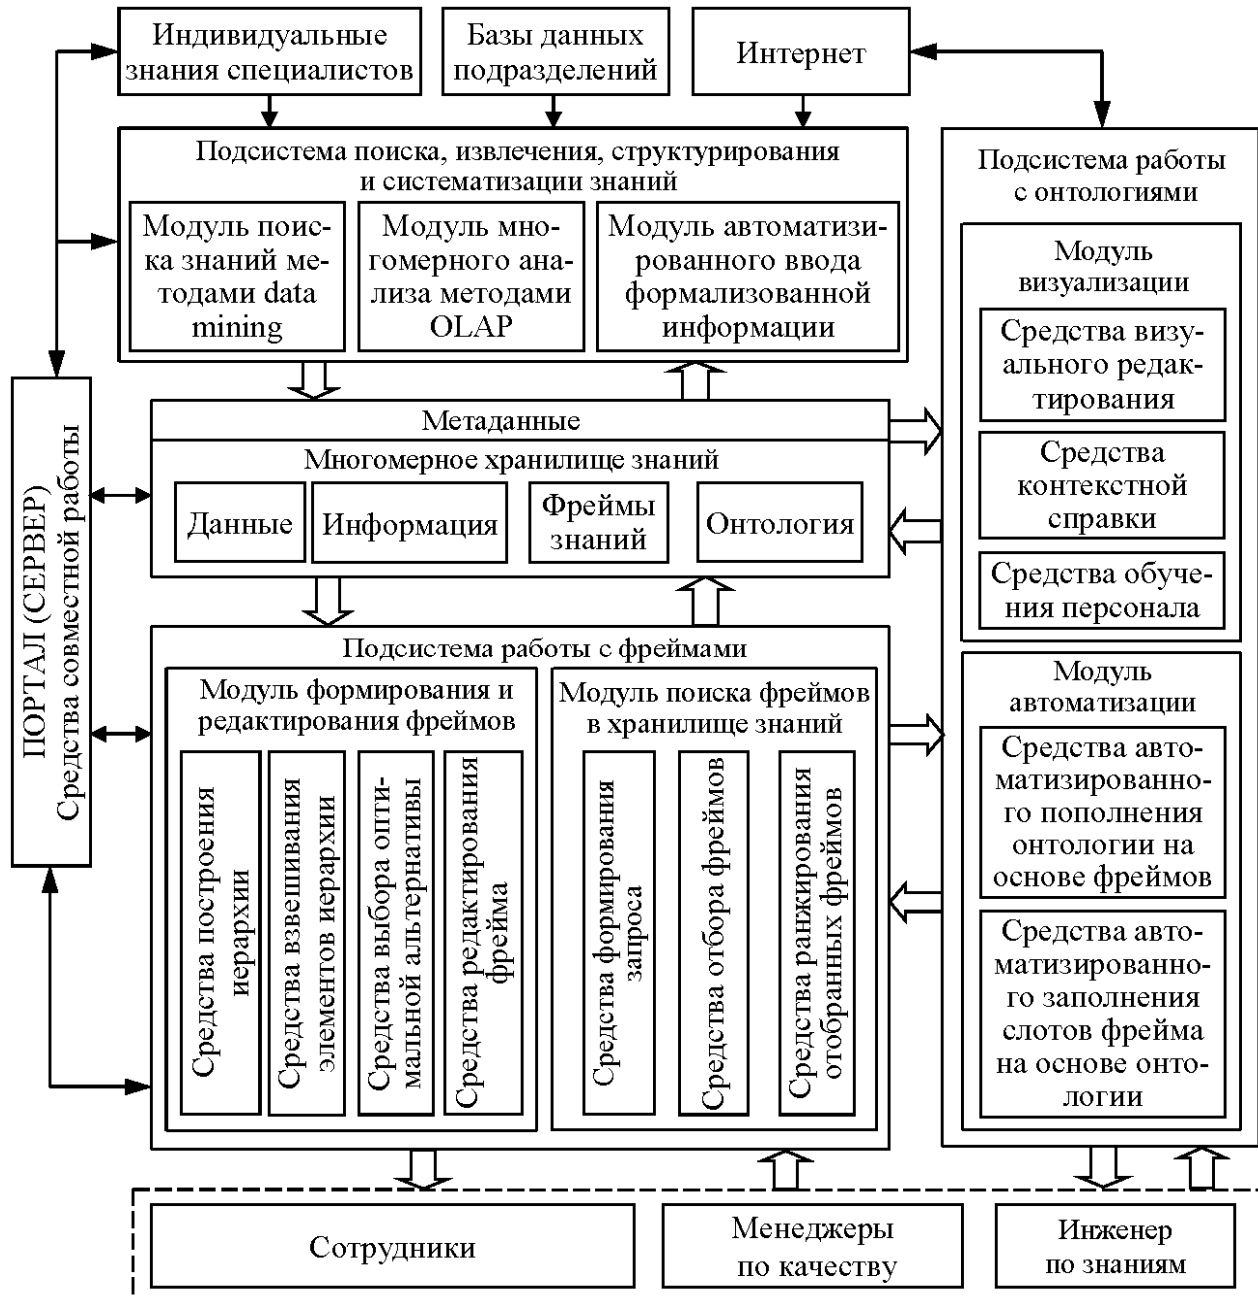 Индивидуальные
знания специалистов
Базы данных
подразделений
Интернет
Подсистема поиска, извлечения, структурирования
и систематизации знаний
Модуль поис-
ка знаний ме-
тодами data
mining
Модуль мно-
гомерного ана-
лиза методами
OLAP
Модуль автоматизи-
рованного ввода
формализованной
информации
Подсистема работы
с онтологиями
Модуль
визуализации
Средства визу-
ального редак-
тирования
Средства
контекстной
справки
Средства обуче-
ния персонала
Модуль
автоматизации
Средства авто-
матизированно-
го пополнения
онтологии на
основе фреймов
Средства авто-
матизированно-
го заполнения
слотов фрейма
на основе онто-
логии
ПОРТАЛ (СЕРВЕР)
Средства совместной работы
Метаданные
Многомерное хранилище знаний
Данные
Информация
Фреймы
знаний
Онтология
Подсистема работы с фреймами
Модуль формирования и
редактирования фреймов
Средства построения
иерархии
Средства взвешивания
элементов иерархии
Средства выбора опти-
мальной альтернативы
Средства редактирования
фрейма
Модуль поиска фреймов
в хранилище знаний
Средства формирования
запроса
Средства отбора фреймов
Средства ранжирования
отобранных фреймов
Сотрудники
Менеджеры
по качеству
Инженер
по знаниям